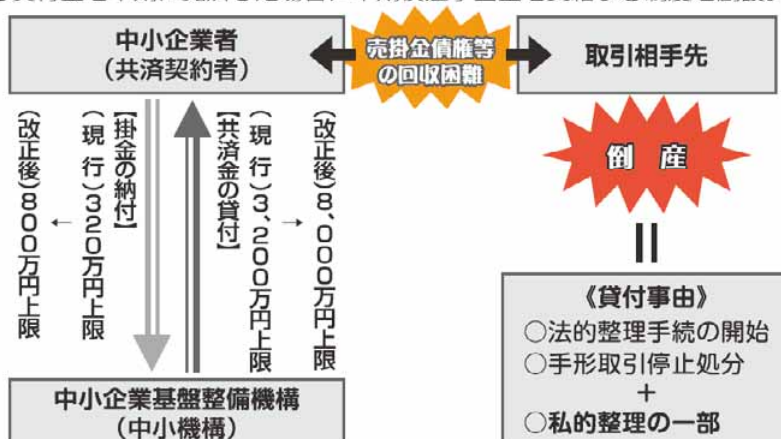 中小企業者
（共済契約者）
売掛金債権等
の回収困難
取引相手先
倒 産
【掛金の納付】
（現 行）320万円上限
←
（改正後）800万円上限
【共済金の貸付】
（現 行）3,200万円上限
→
（改正後）8,000万円上限
《貸付事由》
○法的整理手続の開始
○手形取引停止処分
+
○私的整理の一部
中小企業基盤整備機構
（中小機構）